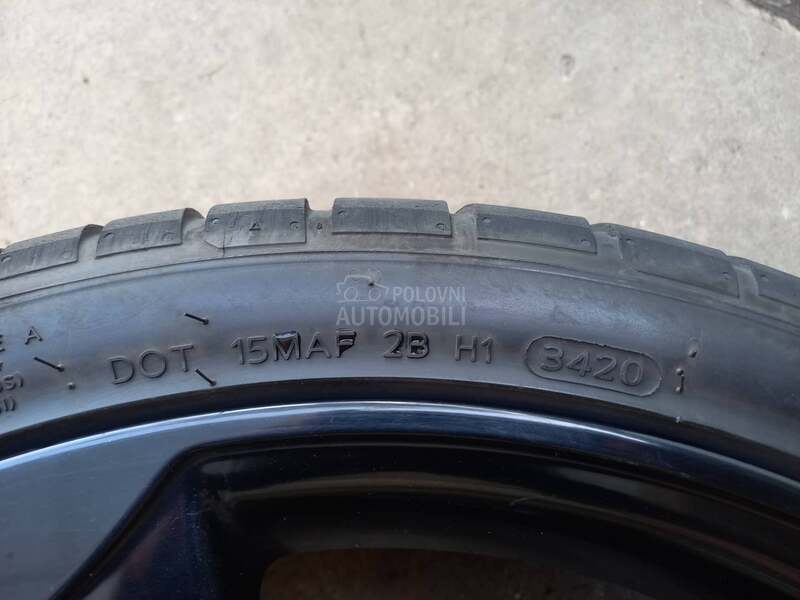 POLOVNI
AUTOMOBILI
E A
DOT 15MAF 2B H1 3420